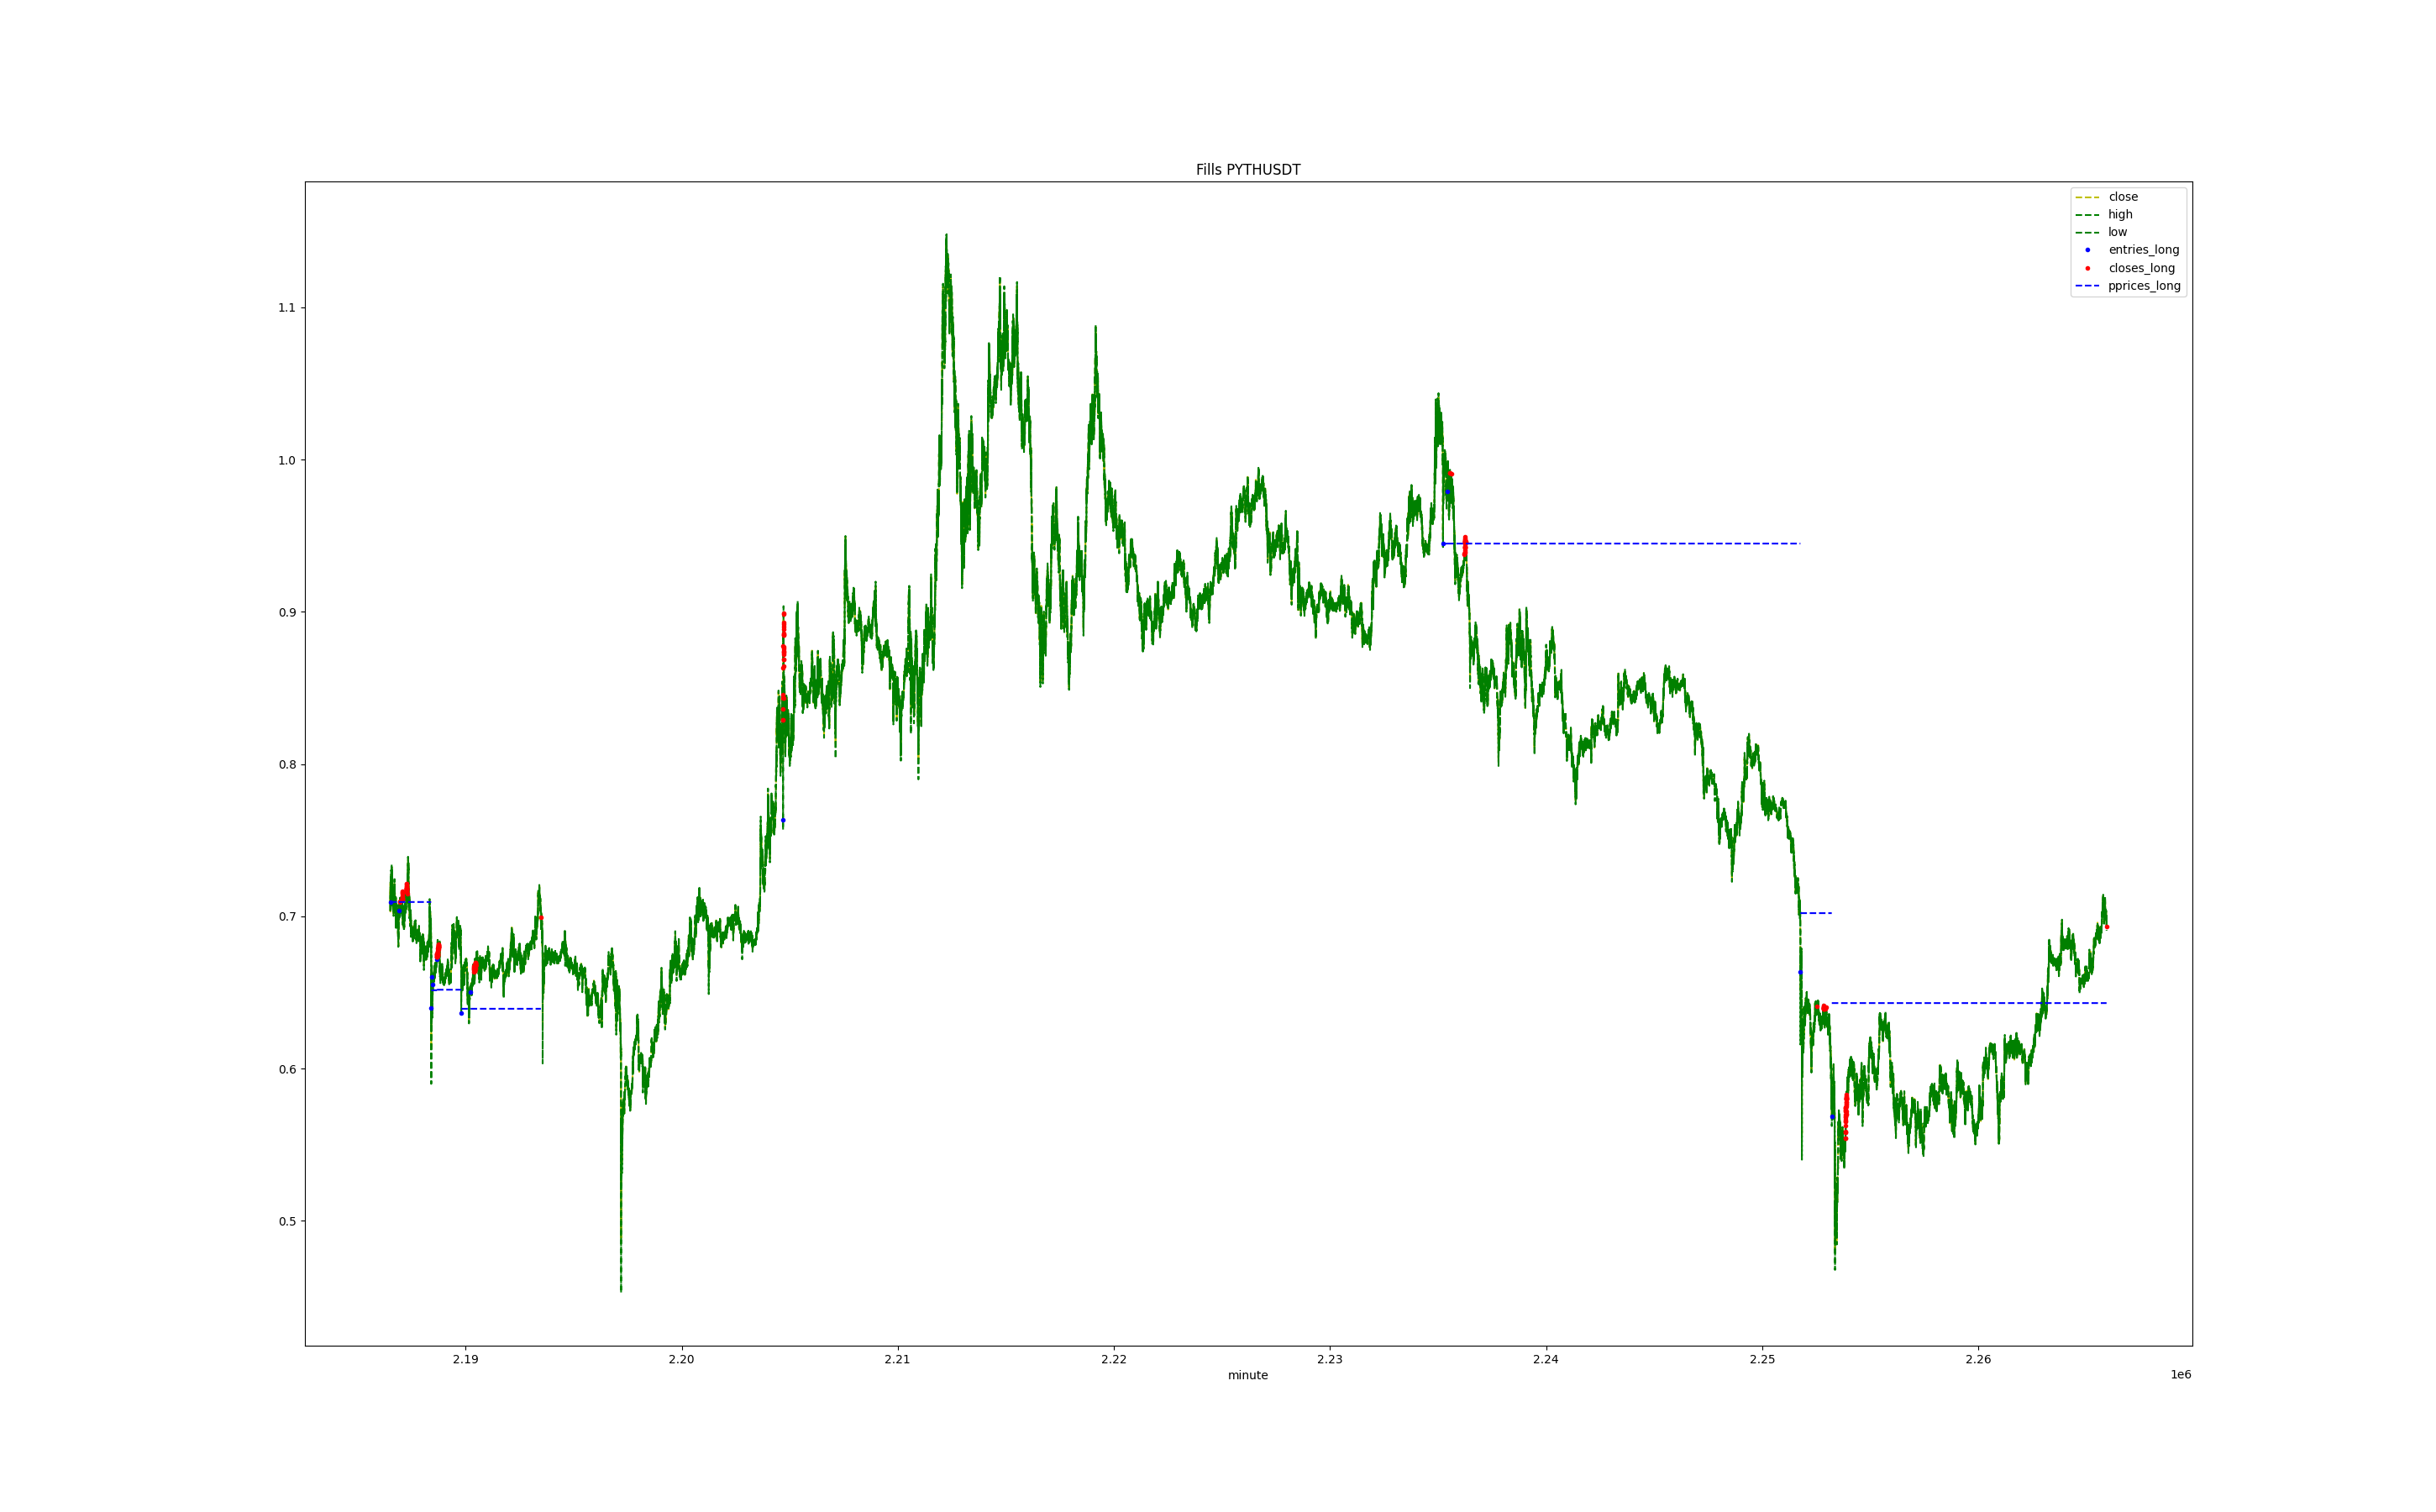 Fills PYTHUSDT
close
high
low
entries_long
closes_long
pprices_long
1.1
1.0
0.9
0.8
0.7
0.6
0.5
2.19 2.20 2.21 2.22 2.23 2.24 2.25 2.26
minute
1e6